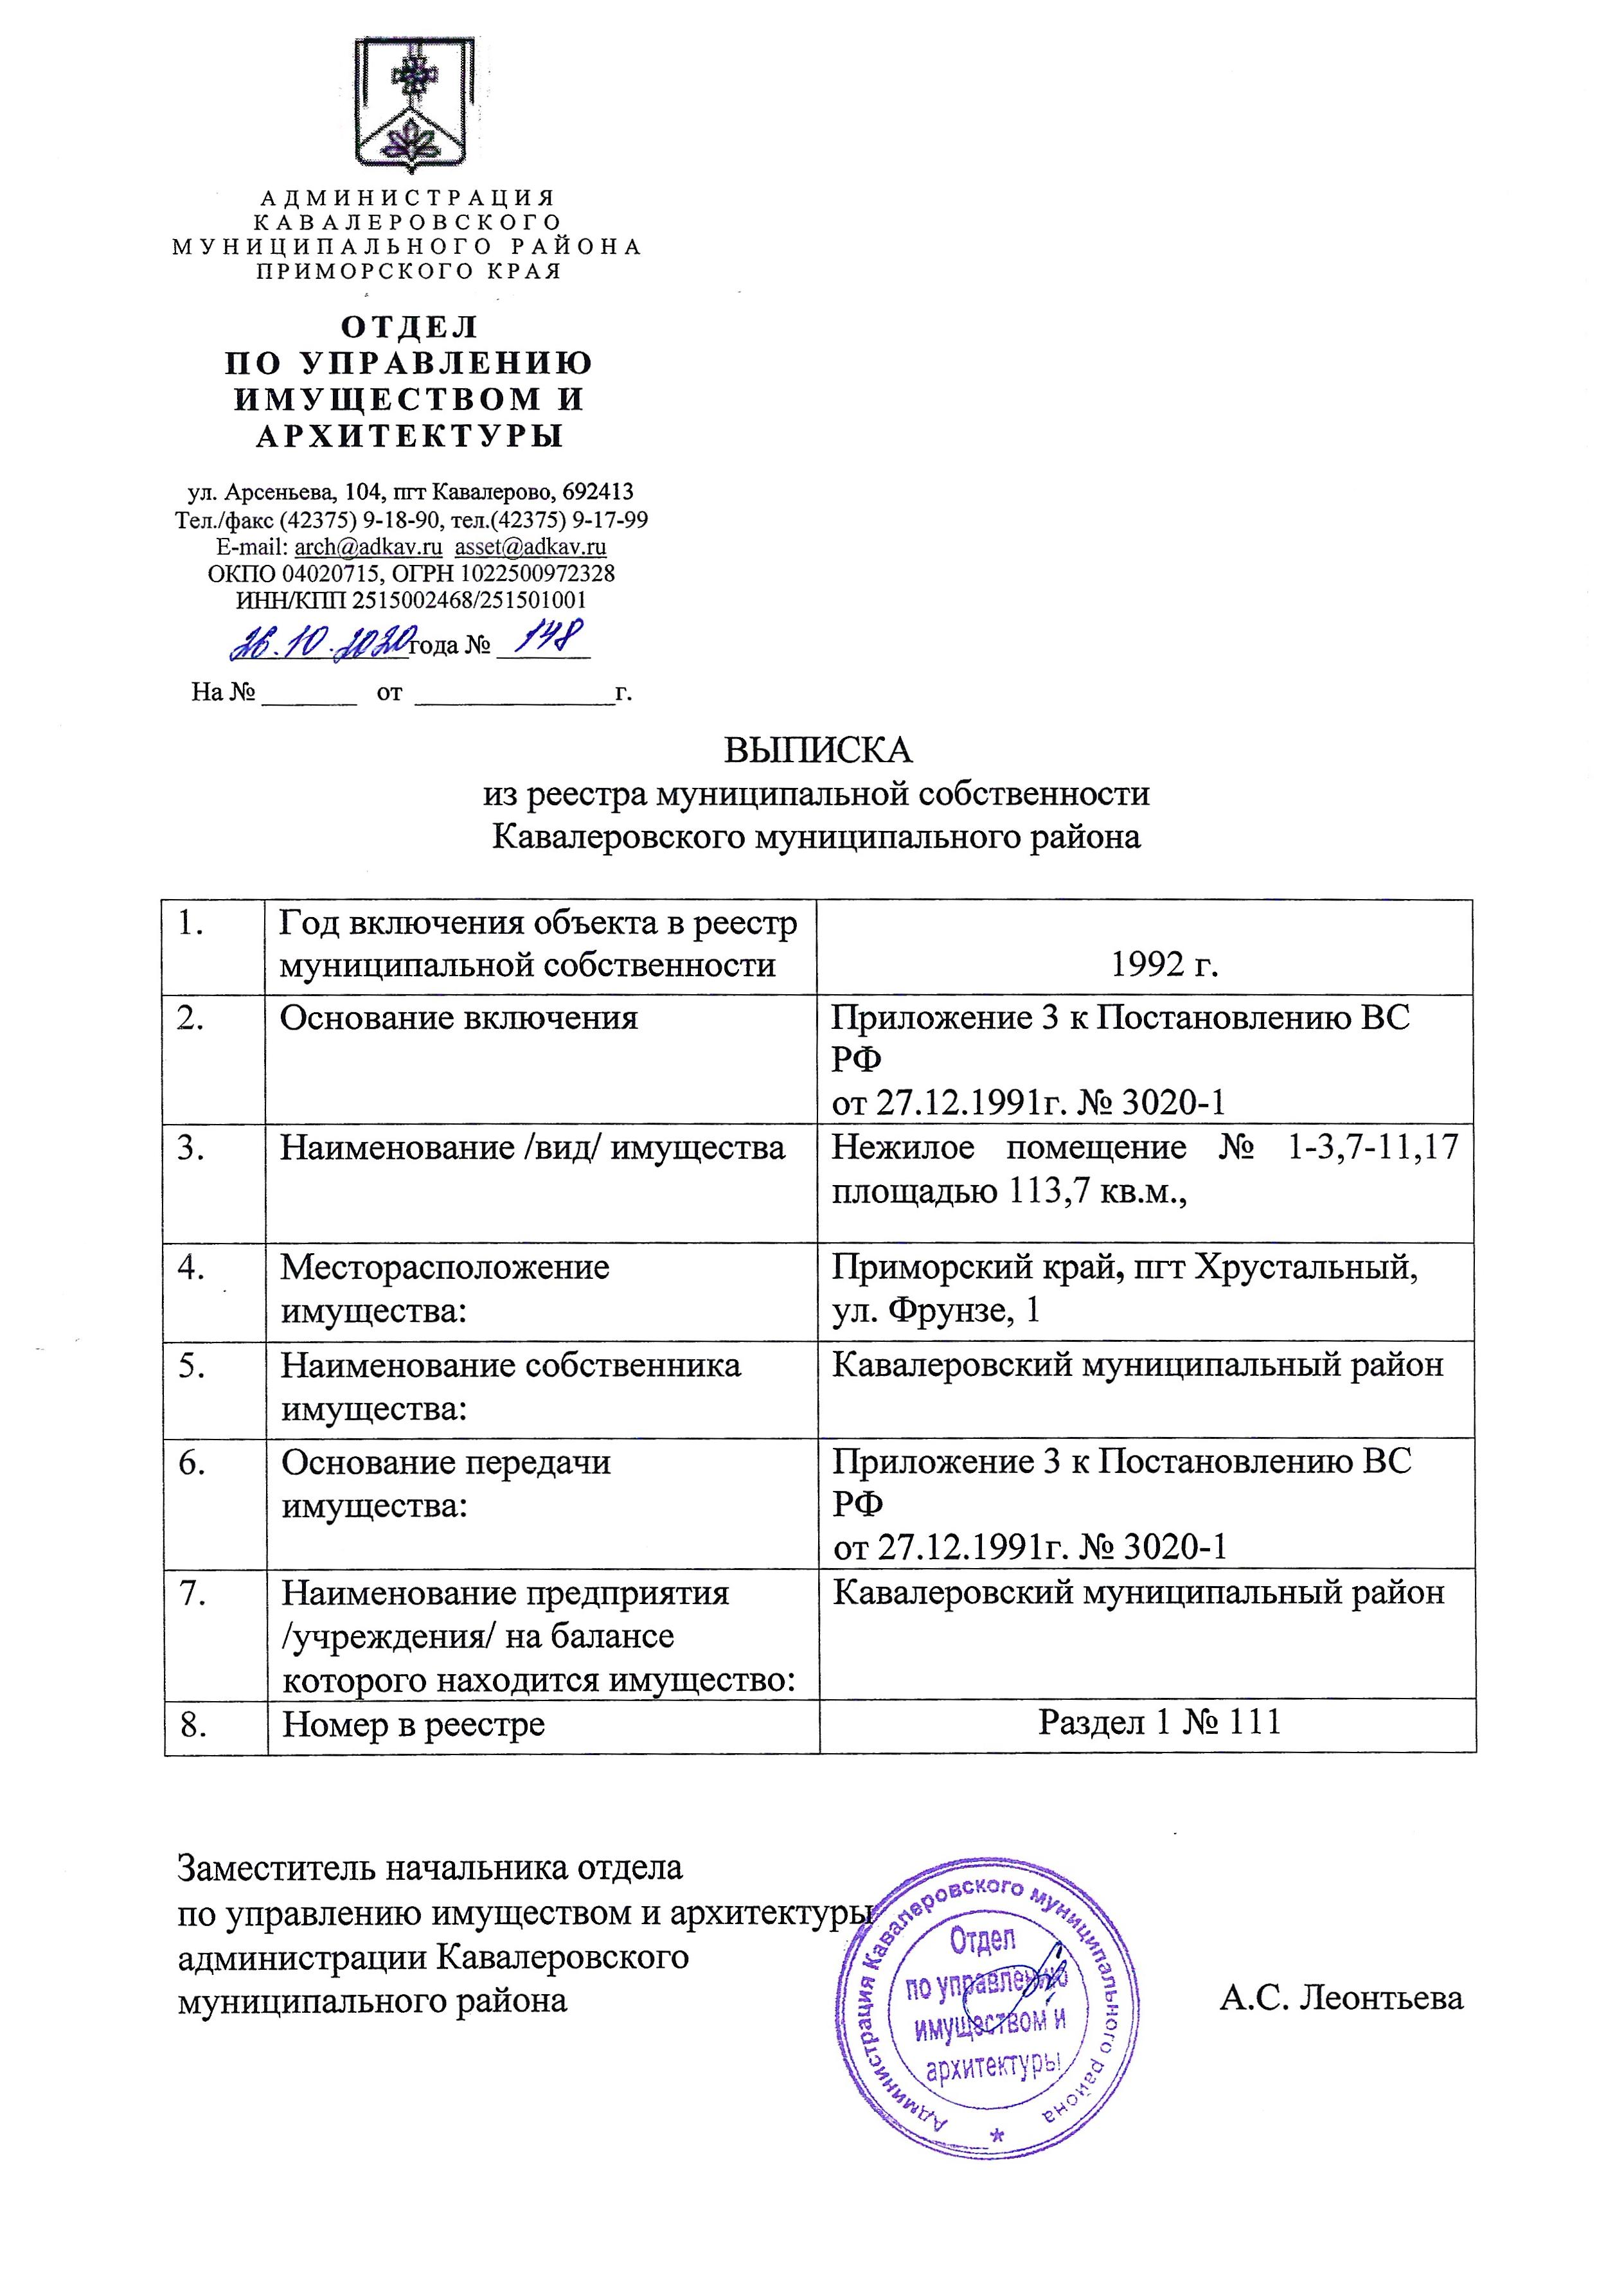 АДМИНИСТРАЦИЯ
КАВАЛЕРОВСКОГО
МУНИЦИПАЛЬНОГО РАЙОНА
ПРИМОРСКОГО КРАЯ
ОТДЕЛ
ПО УПРАВЛЕНИЮ
ИМУЩЕСТВОМ И
АРХИТЕКТУРЫ
ул. Арсеньева, 104, пгт Кавалерово, 692413
Тел./факс (42375) 9-18-90, тел.(42375) 9-17-99
E-mail: arch@adkav.ru asset@adkav.ru
ОКПО 04020715, ОГРН 1022500972328
ИНН/КПП 2515002468/251501001
26.10.2020 года № 148
На № _______ от _______________г.
ВЫПИСКА
из реестра муниципальной собственности
Кавалеровского муниципального района
1. Год включения объекта в реестр
муниципальной собственности 1992 г.
2. Основание включения Приложение 3 к Постановлению ВС
РФ
от 27.12.1991г. № 3020-1
3. Наименование /вид/ имущества Нежилое помещение № 1-3,7-11,17
площадью 113,7 кв.м.,
4. Месторасположение Приморский край, пгт Хрустальный,
имущества: ул. Фрунзе, 1
5. Наименование собственника Кавалеровский муниципальный район
имущества:
6. Основание передачи Приложение 3 к Постановлению ВС
имущества: РФ
от 27.12.1991г. № 3020-1
7. Наименование предприятия Кавалеровский муниципальный район
/учреждения/ на балансе
которого находится имущество:
8. Номер в реестре Раздел 1 № 111
Заместитель начальника отдела
по управлению имуществом и архитектуры
администрации Кавалеровского
муниципального района А.С. Леонтьева
Администрация Кавалеровского муниципального района
Отдел
по управлению
имуществом и
архитектуры